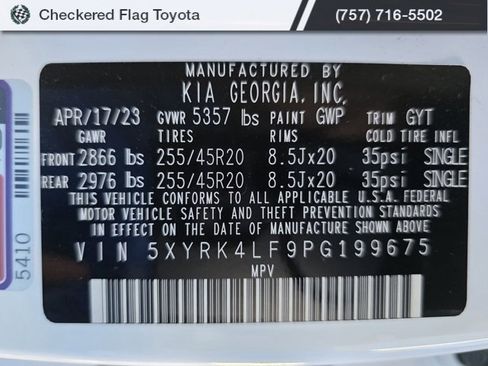 Checkered Flag Toyota (757) 716-5502
MANUFACTURED BY
KIA GEORGIA, INC.
APR/17/23 GVWR 5357 lbs PAINT GWP TRIM GYT
GAWR TIRES RIMS COLD TIRE INFL
FRONT 2866 lbs 255/45R20 8.5Jx20 35psi SINGLE
REAR 2976 lbs 255/45R20 8.5Jx20 35psi SINGLE
THIS VEHICLE CONFORMS TO ALL APPLICABLE U.S.A. FEDERAL
MOTOR VEHICLE SAFETY AND THEFT PREVENTION STANDARDS
IN EFFECT ON THE DATE OF MANUFACTURE SHOWN ABOVE
VIN 5XYRK4LF9PG199675
MPV
5410